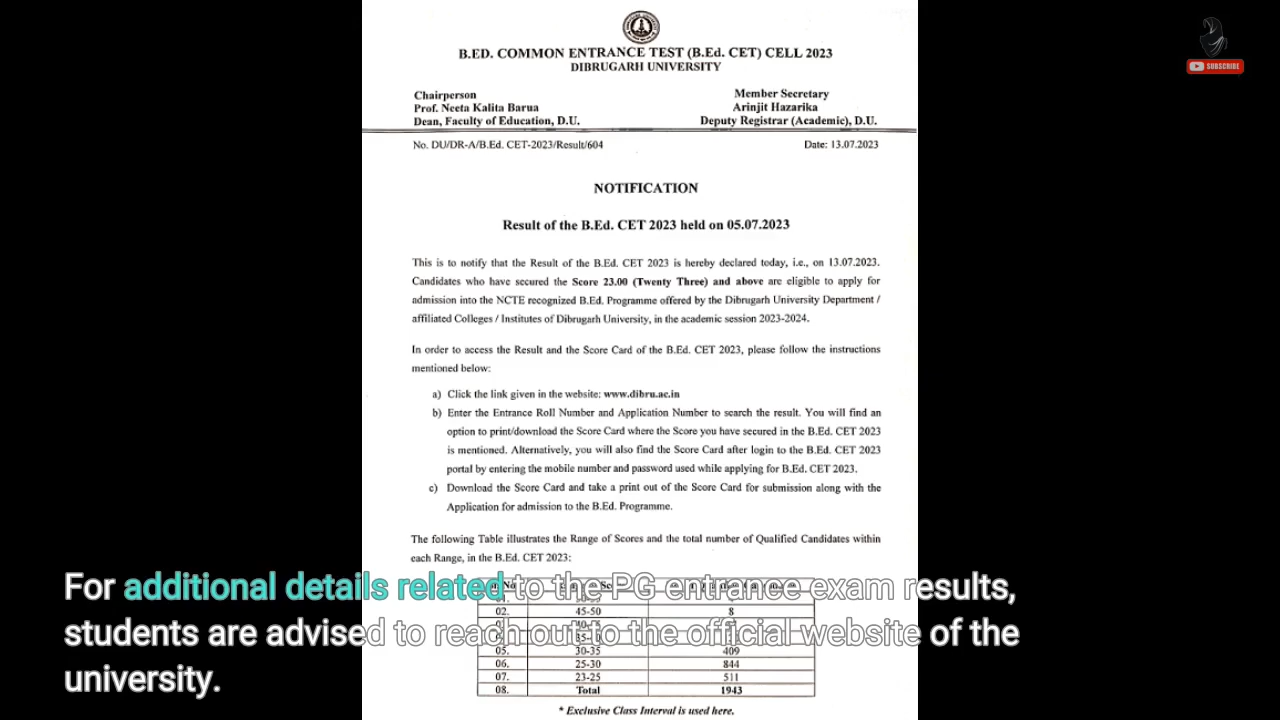 B.ED. COMMON ENTRANCE TEST (B.Ed. CET) CELL 2023
DIBRUGARH UNIVERSITY
SUBSCRIBE
Chairperson
Prof. Neeta Kalita Barua
Dean, Faculty of Education, D.U.
Member Secretary
Arinjit Hazarika
Deputy Registrar (Academic), D.U.
No. DU/DR-A/B.Ed. CET-2023/Result/604
Date: 13.07.2023
NOTIFICATION
Result of the B.Ed. CET 2023 held on 05.07.2023
This is to notify that the Result of the B.Ed. CET 2023 is hereby declared today, i.e., on 13.07.2023.
Candidates who have secured the Score 23.00 (Twenty Three) and above are eligible to apply for
admission into the NCTE recognized B.Ed. Programme offered by the Dibrugarh University Department /
affiliated Colleges / Institutes of Dibrugarh University, in the academic session 2023-2024.
In order to access the Result and the Score Card of the B.Ed. CET 2023, please follow the instructions
mentioned below:
a) Click the link given in the website: www.dibru.ac.in
b) Enter the Entrance Roll Number and Application Number to search the result. You will find an
option to print/download the Score Card where the Score you have secured in the B.Ed. CET 2023
is mentioned. Alternatively, you will also find the Score Card after login to the B.Ed. CET 2023
portal by entering the mobile number and password used while applying for B.Ed. CET 2023.
c) Download the Score Card and take a print out of the Score Card for submission along with the
Application for admission to the B.Ed. Programme.
The following Table illustrates the Range of Scores and the total number of Qualified Candidates within
each Range, in the B.Ed. CET 2023:
For additional details related to the PG entrance exam results,
students are advised to reach out to the official website of the
university.
02. 45-50 8
05. 30-35 409
06. 25-30 844
07. 23-25 511
08. Total 1943
* Exclusive Class Interval is used here.